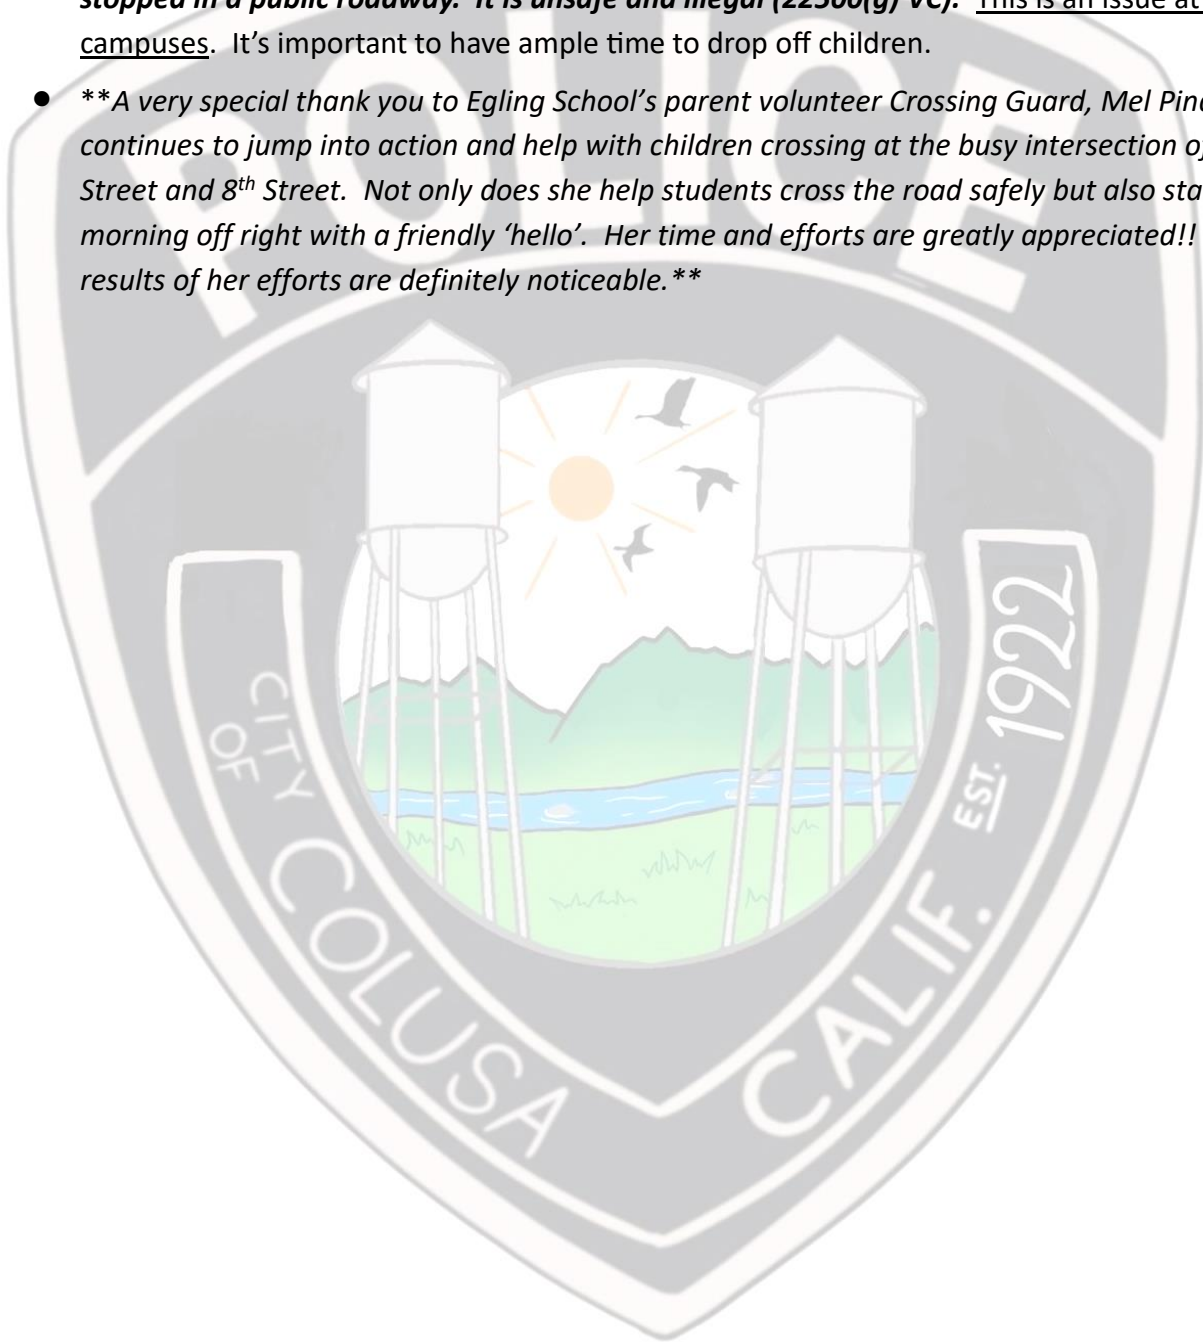 stopped in a public roadway. It is unsafe and illegal (22500(g) VC). This is an issue at
campuses. It's important to have ample time to drop off children.
● **A very special thank you to Egling School's parent volunteer Crossing Guard, Mel
continues to jump into action and help with children crossing at the busy intersection
Street and 8th Street. Not only does she help students cross the road safely but also
morning off right with a friendly 'hello'. Her time and efforts are greatly appreciated!!
results of her efforts are definitely noticeable.**
POLICE
CITY
OF
COLUSA
CALIF.
EST. 1922